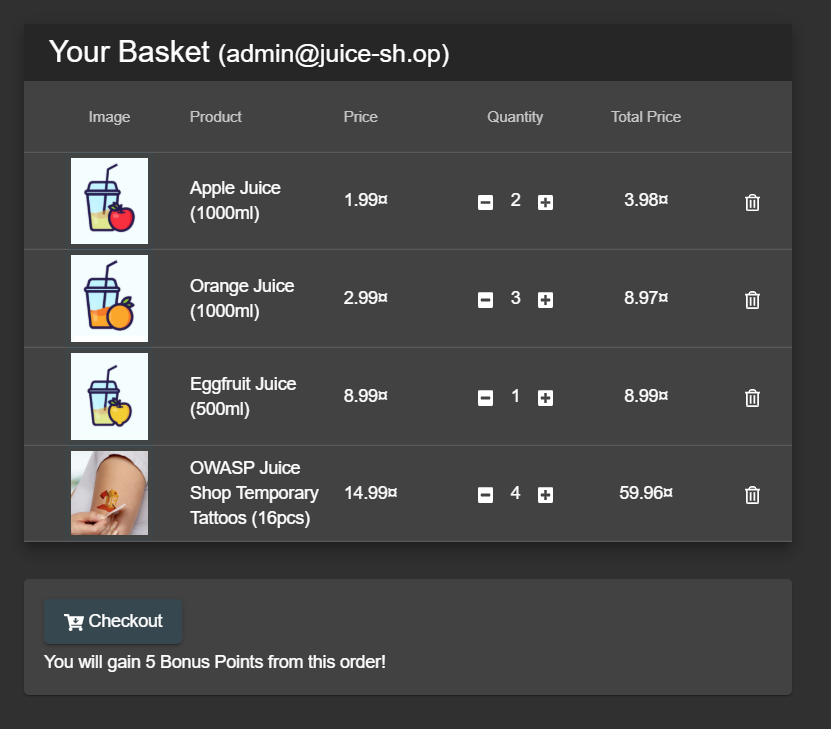 Your Basket (admin@juice-sh.op)
Image Product Price Quantity Total Price
Apple Juice
(1000ml)
1.99¤ 2 3.98¤
Orange Juice
(1000ml)
2.99¤ 3 8.97¤
Eggfruit Juice
(500ml)
8.99¤ 1 8.99¤
OWASP Juice
Shop Temporary
Tattoos (16pcs)
14.99¤ 4 59.96¤
Checkout
You will gain 5 Bonus Points from this order!